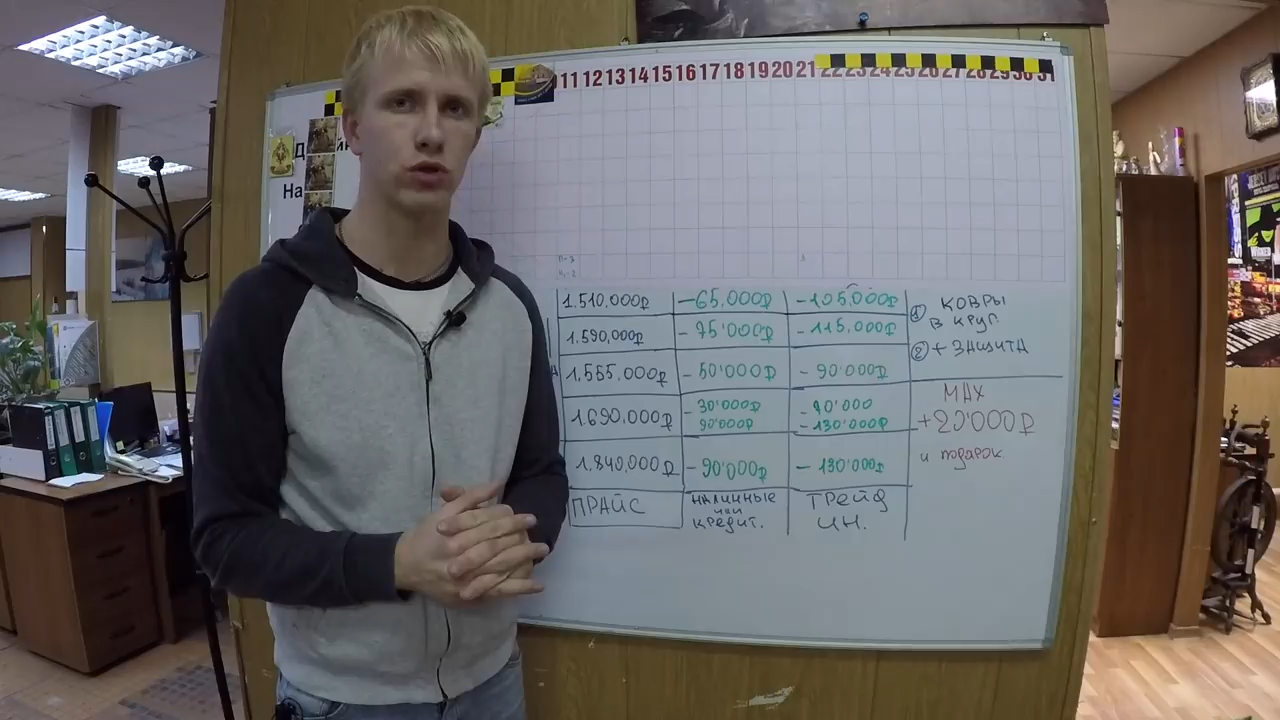 11 12 13 14 15 16 17 18 19 20 21 22 23 24 25 26 27 28 29 30 31
На
1.510,000₽ -65.000₽ -105,000₽
1.590,000₽ -75.000₽ -115,000₽
1.555,000₽ -50'000₽ -90'000₽
1.690,000₽ -30'000₽ 90'000₽ -70'000 -130'000₽
1.840,000₽ -90'000₽ -130'000₽
ПРАЙС НАЛИЧНЫЕ или кредит. ТРЕЙД ИН.
① КОВРЫ
В КРУГ
② + ЗАЩИТА
MAX
+20'000₽
и подарок